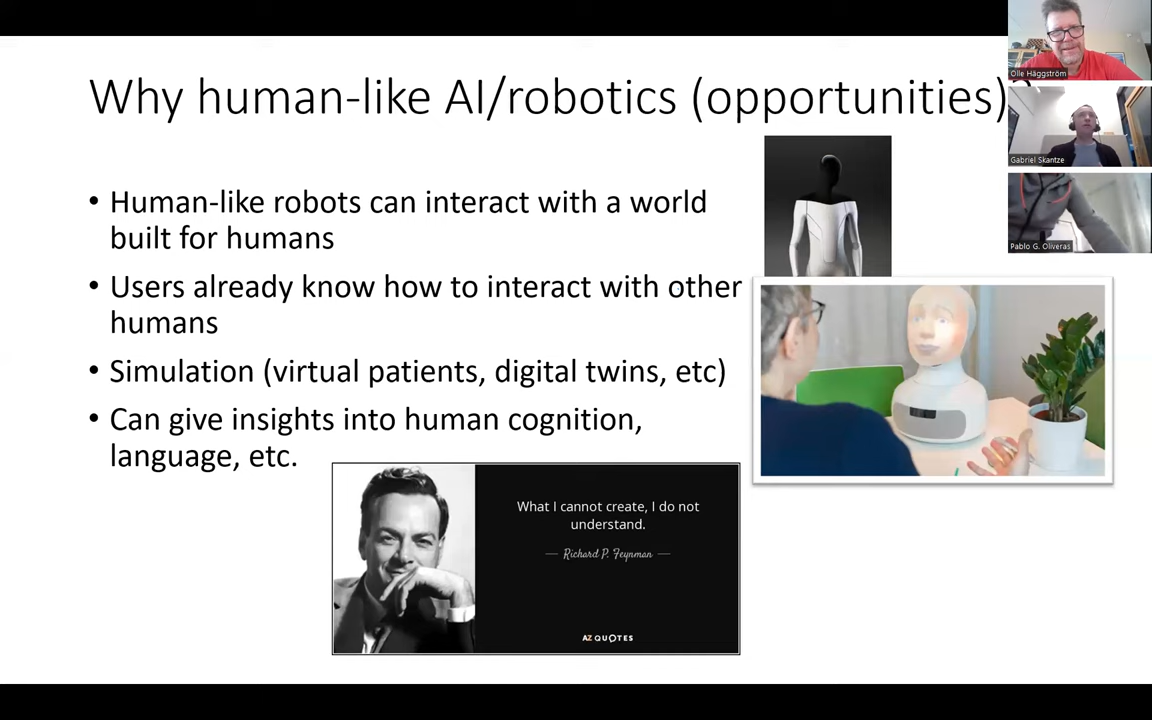 Why human-like AI/robotics (opportunities)
• Human-like robots can interact with a world
built for humans
• Users already know how to interact with other
humans
• Simulation (virtual patients, digital twins, etc)
• Can give insights into human cognition,
language, etc.
What I cannot create, I do not
understand.
— Richard P. Feynman —
AZ QUOTES
Olle Häggström
Gabriel Skantze
Pablo G. Oliveras